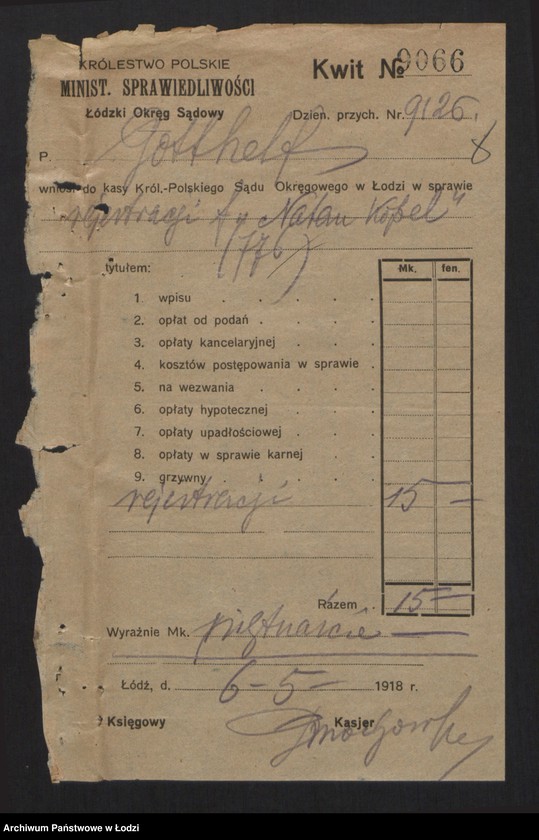 KRÓLESTWO POLSKIE
MINIST. SPRAWIEDLIWOŚCI
Łódzki Okręg Sądowy
Kwit № 9066
Dzien. przych. Nr. 9126.
P. Gotthelf
wniósł do kasy Król.-Polskiego Sądu Okręgowego w Łodzi w sprawie
rejestracji f. „Natan Kopel"
(176)
tytułem:
Mk. fen.
1 wpisu
2. opłat od podań
3. opłaty kancelaryjnej
4. kosztów postępowania w sprawie
5. na wezwania
6. opłaty hypotecznej
7. opłaty upadłościowej
8. opłaty w sprawie karnej
9. grzywny
rejestracji 15 —
Razem 15 —
Wyraźnie Mk. piętnaście —
Łódź, d. 6-5- 1918 r.
Księgowy Kasjer
Archiwum Państwowe w Łodzi